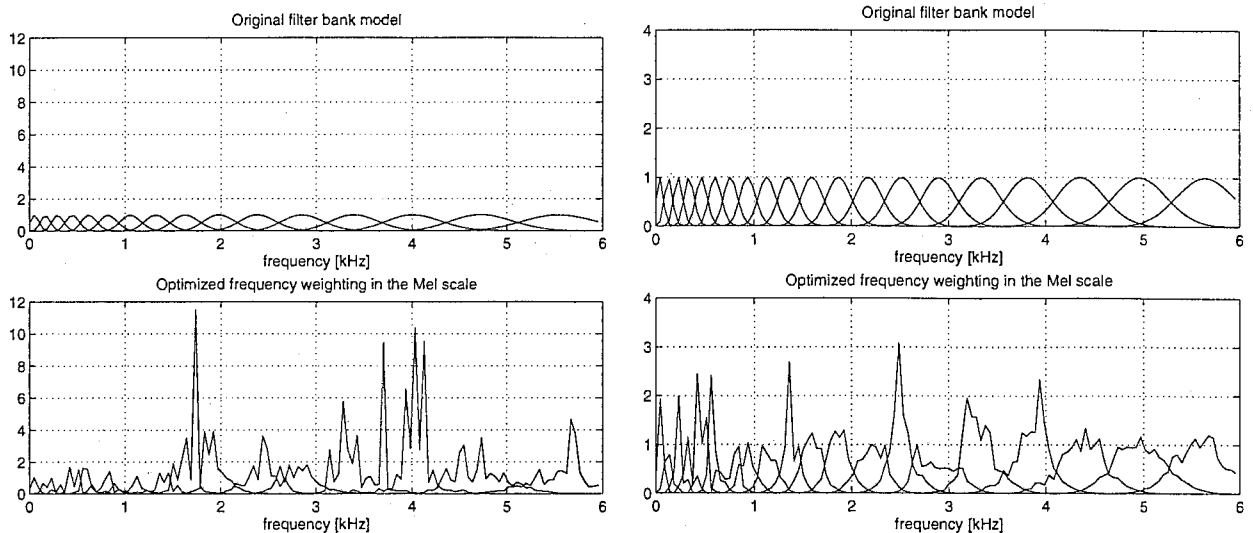 Original filter bank model
12
10
8
6
4
2
0
0 1 2 3 4 5 6
frequency [kHz]
Optimized frequency weighting in the Mel scale
12
10
8
6
4
2
0
0 1 2 3 4 5 6
frequency [kHz]
Original filter bank model
4
3
2
1
0
0 1 2 3 4 5 6
frequency [kHz]
Optimized frequency weighting in the Mel scale
4
3
2
1
0
0 1 2 3 4 5 6
frequency [kHz]